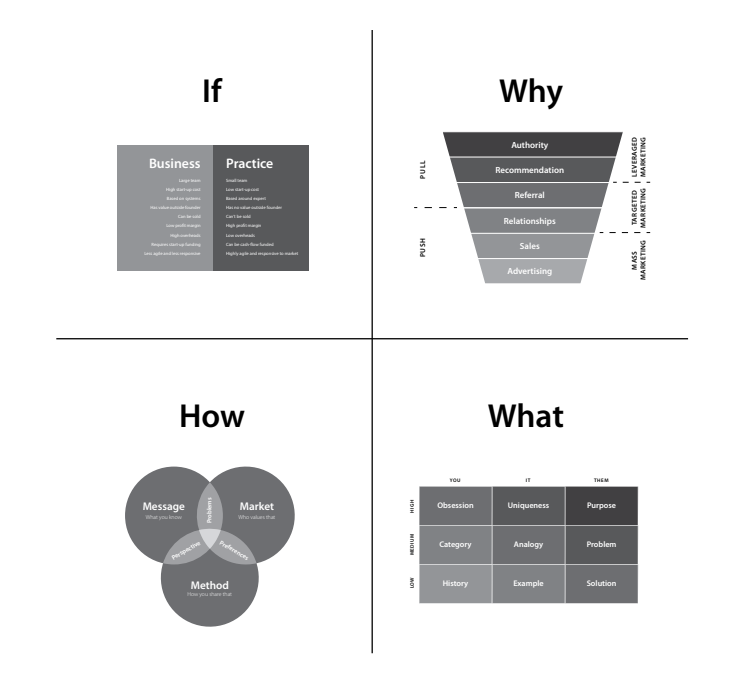 If
Business
Large team
High start-up cost
Based on systems
Has value outside founder
Can be sold
Low profit margin
High overheads
Requires start-up funding
Less agile and less responsive
Practice
Small team
Low start-up cost
Based around expert
Has no value outside founder
Can't be sold
High profit margin
Low overheads
Can be cash-flow funded
Highly agile and responsive to market
Why
PULL
PUSH
Authority
Recommendation
Referral
Relationships
Sales
Advertising
LEVERAGED
MARKETING
TARGETED
MARKETING
MASS
MARKETING
How
Message
What you know
Problems
Market
Who values that
Perspective
Preferences
Method
How you share that
What
YOU IT THEM
HIGH
Obsession Uniqueness Purpose
MEDIUM
Category Analogy Problem
LOW
History Example Solution